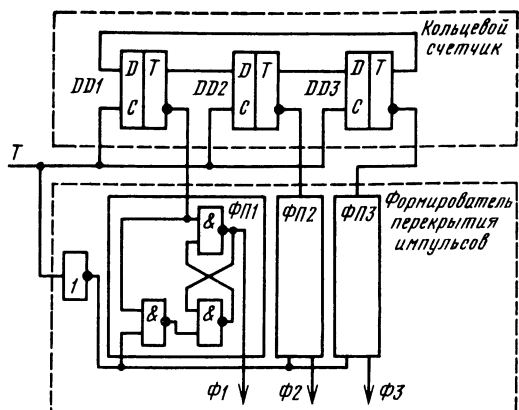 Кольцевой
счетчик
DD1 D T DD2 D T DD3 D T
C C C
T
ФП1 ФП2 ФП3
Формирователь
перекрытия
импульсов
&
1
& &
Ф1 Ф2 Ф3